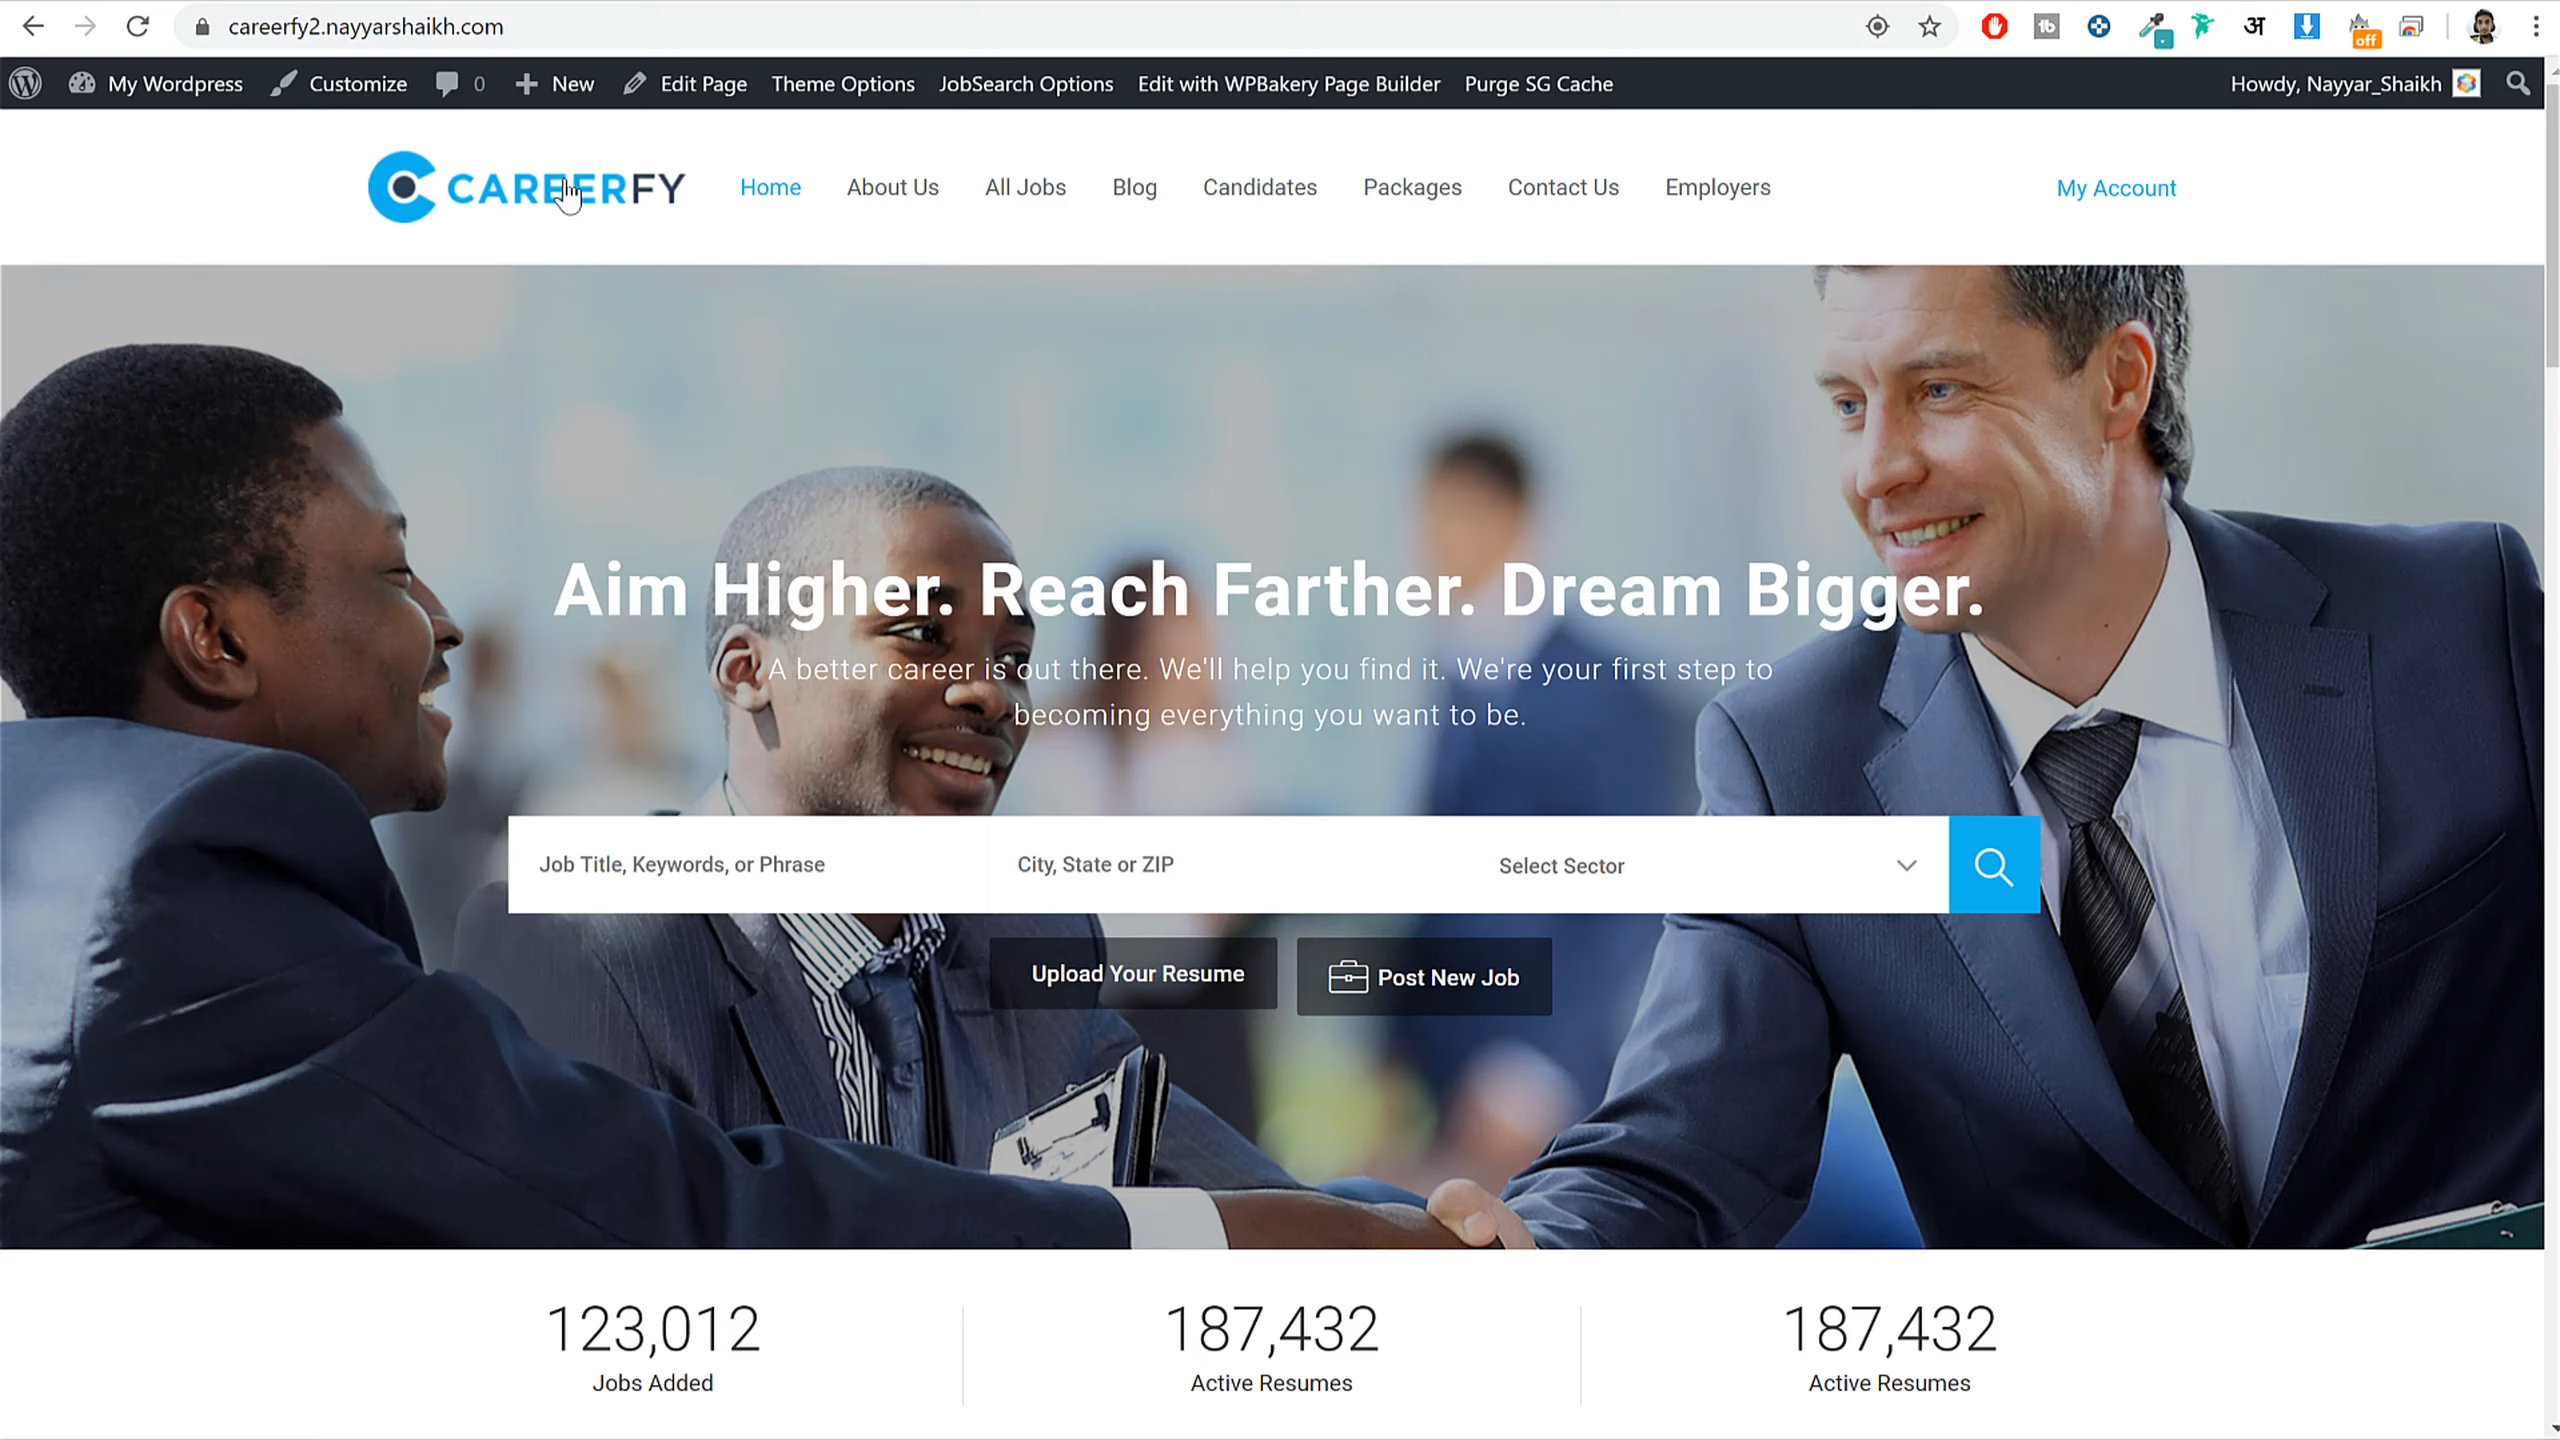 careerfy2.nayyarshaikh.com
off
My Wordpress Customize 0 New Edit Page Theme Options JobSearch Options Edit with WPBakery Page Builder Purge SG Cache Howdy, Nayyar_Shaikh
CAREERFY Home About Us All Jobs Blog Candidates Packages Contact Us Employers My Account
Aim Higher. Reach Farther. Dream Bigger.
A better career is out there. We'll help you find it. We're your first step to
becoming everything you want to be.
Job Title, Keywords, or Phrase City, State or ZIP Select Sector
Upload Your Resume Post New Job
123,012 187,432 187,432
Jobs Added Active Resumes Active Resumes